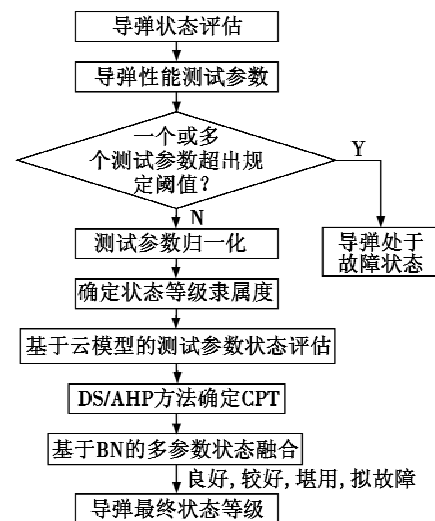 导弹状态评估
导弹性能测试参数
一个或多
个测试参数超出规
定阈值？
Y
N
测试参数归一化
导弹处于
故障状态
确定状态等级隶属度
基于云模型的测试参数状态评估
DS/AHP方法确定CPT
基于BN的多参数状态融合
良好，较好，堪用，拟故障
导弹最终状态等级